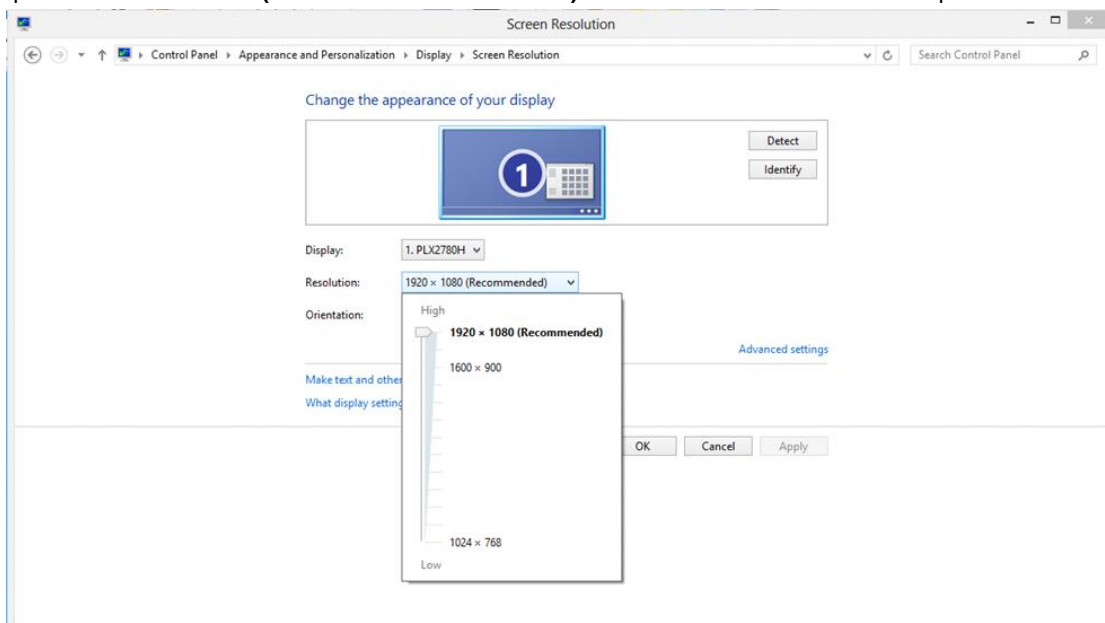 Screen Resolution
Control Panel ▸ Appearance and Personalization ▸ Display ▸ Screen Resolution
Search Control Panel
Change the appearance of your display
1
Detect
Identify
Display:
1. PLX2780H
Resolution:
1920 × 1080 (Recommended)
Orientation:
High
1920 × 1080 (Recommended)
1600 × 900
1024 × 768
Low
Advanced settings
Make text and other
What display setting
OK
Cancel
Apply